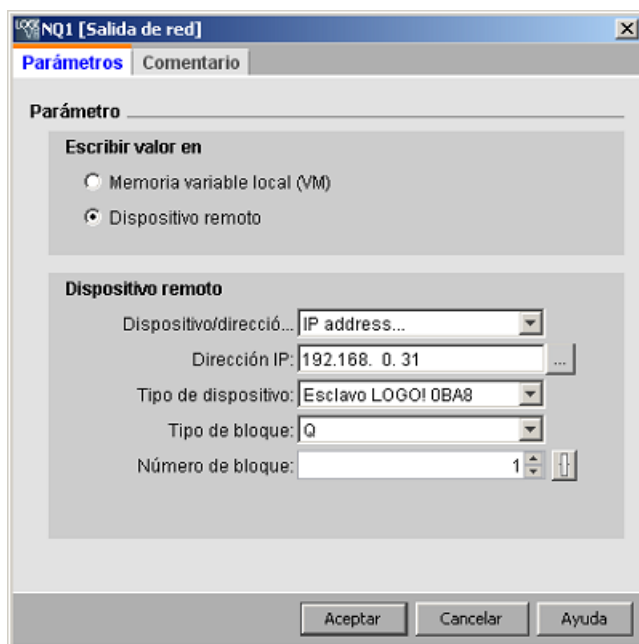 NQ1 [Salida de red]
Parámetros Comentario
Parámetro
Escribir valor en
Memoria variable local (VM)
Dispositivo remoto
Dispositivo remoto
Dispositivo/direcció... IP address...
Dirección IP: 192.168. 0. 31 ...
Tipo de dispositivo: Esclavo LOGO! 0BA8
Tipo de bloque: Q
Número de bloque: 1
Aceptar Cancelar Ayuda